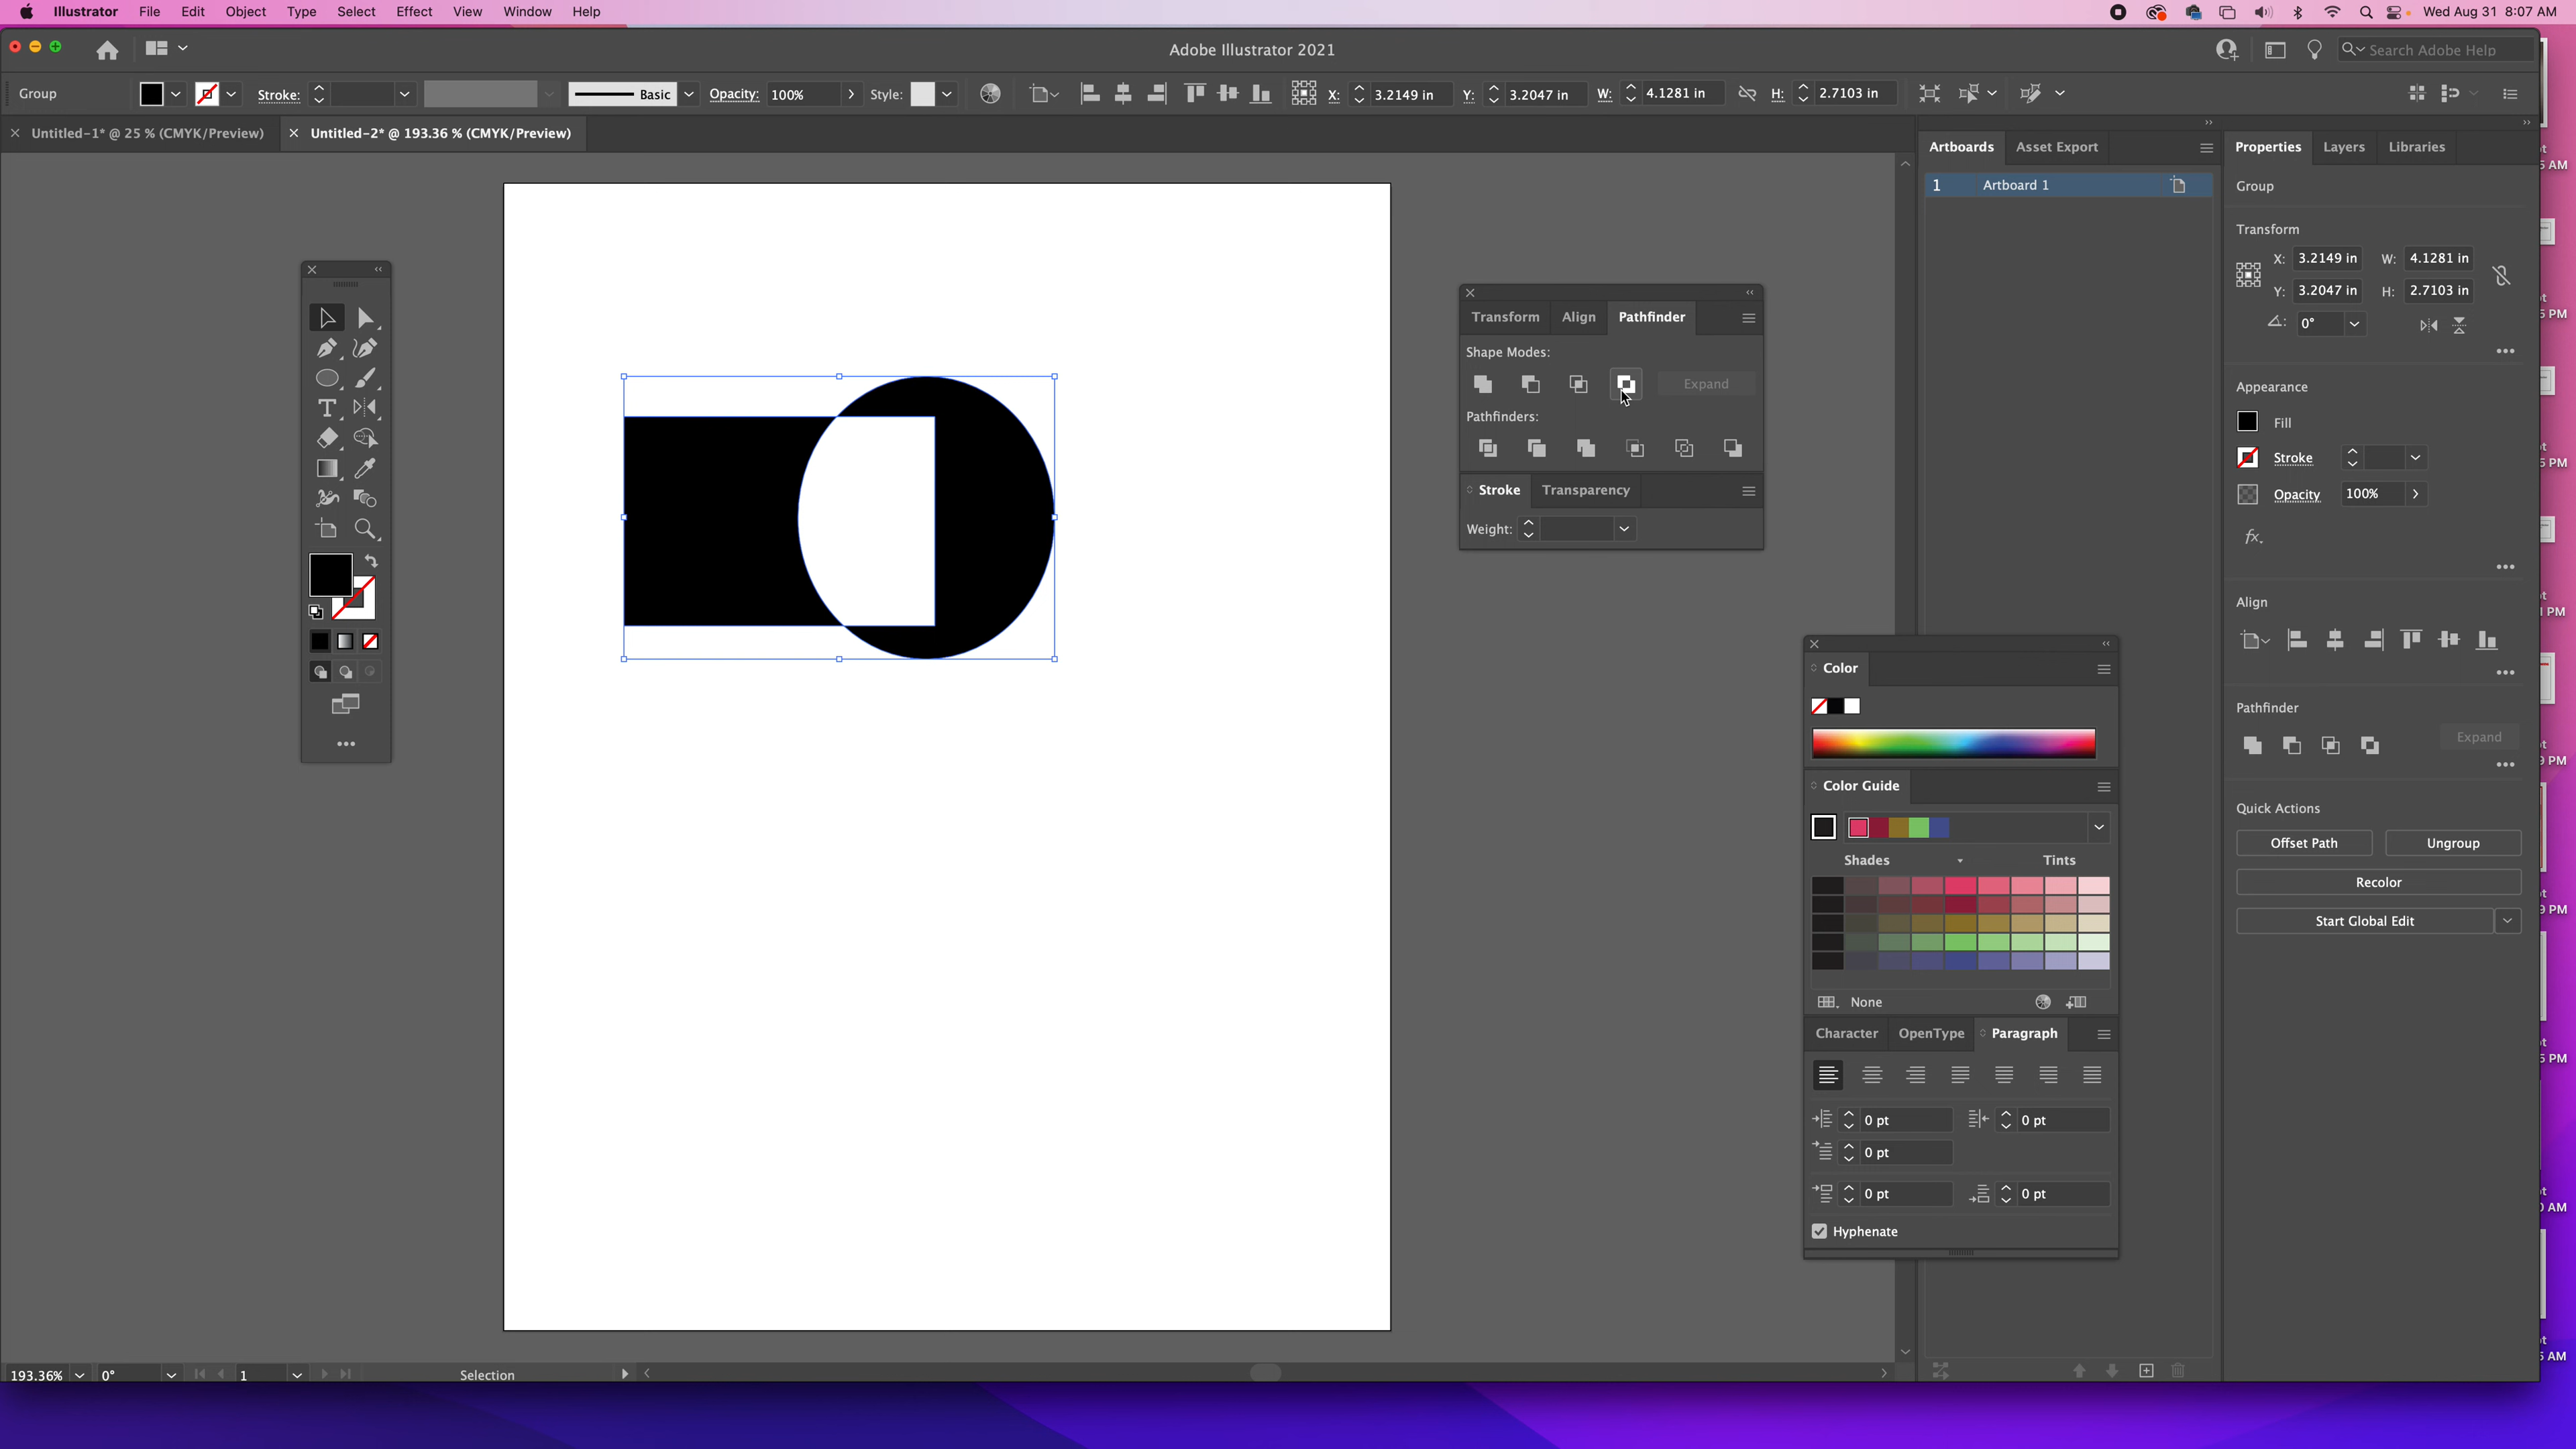 Illustrator File Edit Object Type Select Effect View Window Help Wed Aug 31 8:07 AM
Adobe Illustrator 2021 Search Adobe Help
Group Stroke: Basic Opacity: 100% Style: X: 3.2149 in Y: 3.2047 in W: 4.1281 in H: 2.7103 in
Untitled-1* @ 25 % (CMYK/Preview) Untitled-2* @ 193.36 % (CMYK/Preview)
Artboards Asset Export
1 Artboard 1
Properties Layers Libraries
Group
Transform
X: 3.2149 in W: 4.1281 in
Y: 3.2047 in H: 2.7103 in
0°
Appearance
Fill
Stroke
Opacity 100%
fx.
Align
Pathfinder
Expand
Quick Actions
Offset Path Ungroup
Recolor
Start Global Edit
Transform Align Pathfinder
Shape Modes:
Expand
Pathfinders:
Stroke Transparency
Weight:
Color
Color Guide
Shades Tints
None
Character OpenType Paragraph
0 pt 0 pt
0 pt
0 pt 0 pt
Hyphenate
193.36% 0° 1 Selection